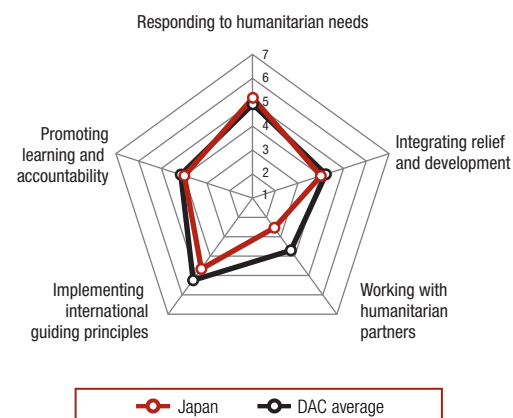 Responding to humanitarian needs
7
6
5
4
3
2
1
Promoting
learning and
accountability
Integrating relief
and development
Implementing
international
guiding principles
Working with
humanitarian
partners
Japan
DAC average